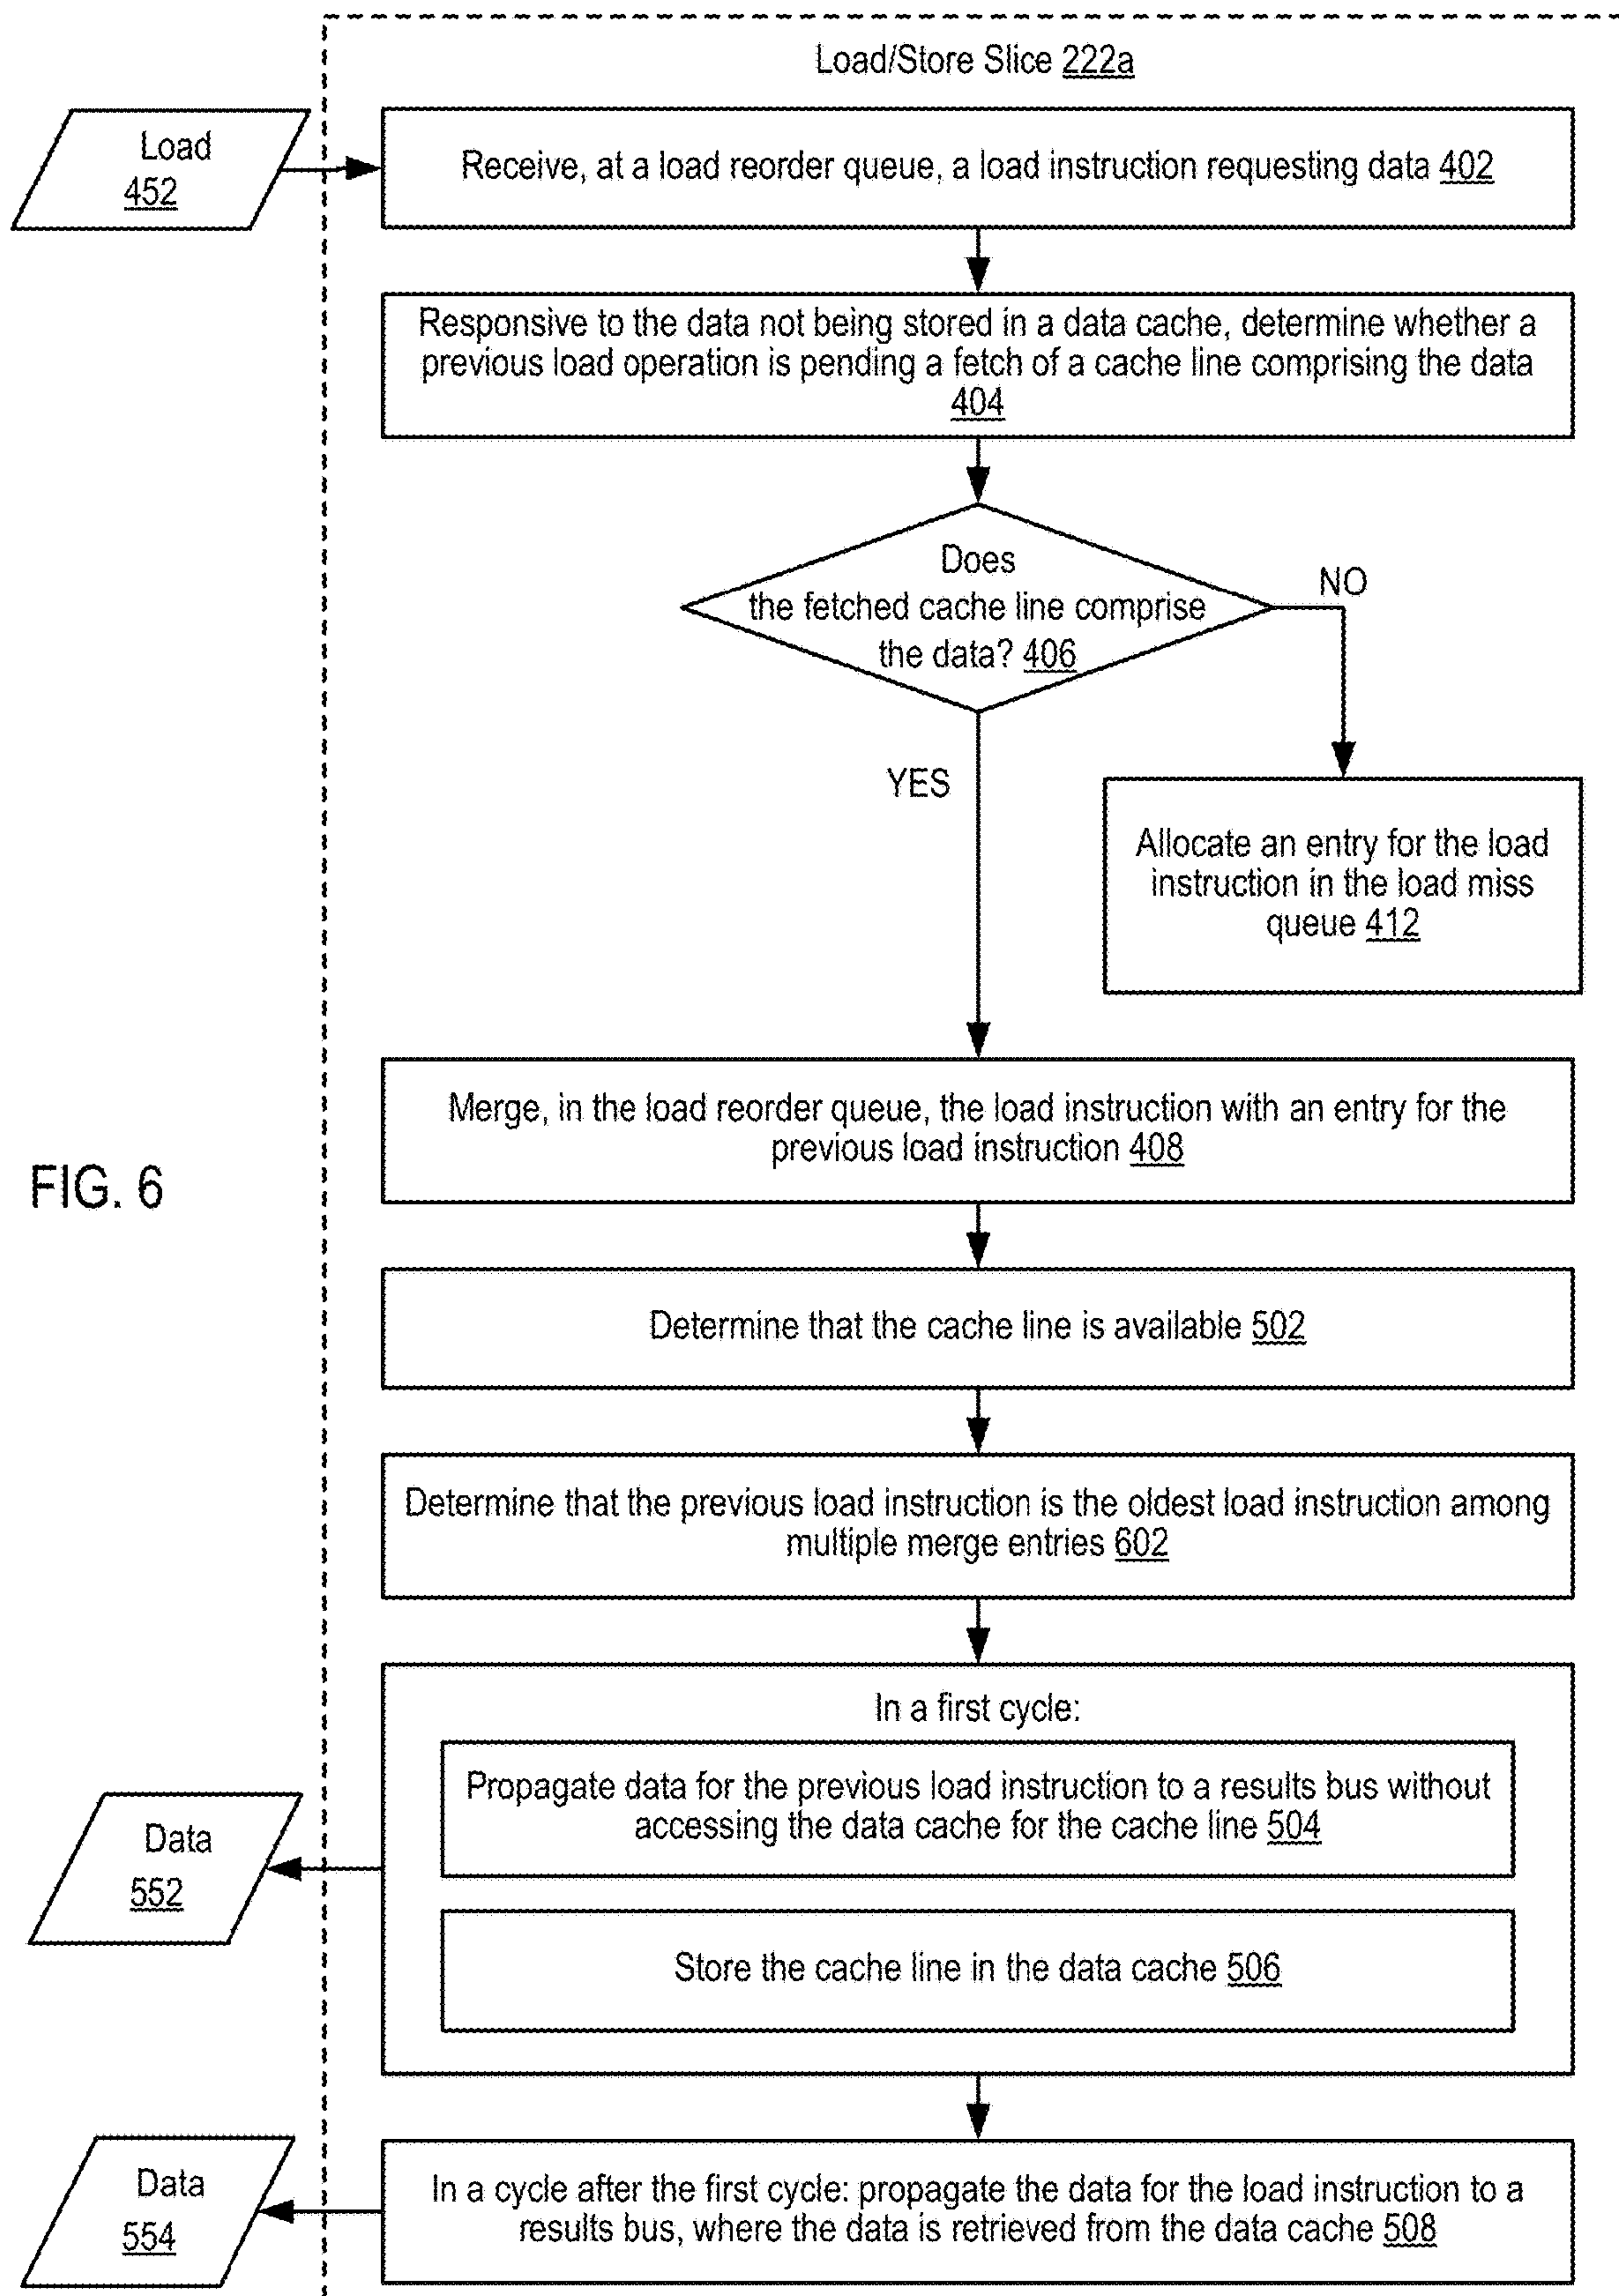 Load/Store Slice 222a
Load
452
Receive, at a load reorder queue, a load instruction requesting data 402
Responsive to the data not being stored in a data cache, determine whether a
previous load operation is pending a fetch of a cache line comprising the data
404
Does
the fetched cache line comprise
the data? 406
NO
YES
Allocate an entry for the load
instruction in the load miss
queue 412
Merge, in the load reorder queue, the load instruction with an entry for the
previous load instruction 408
FIG. 6
Determine that the cache line is available 502
Determine that the previous load instruction is the oldest load instruction among
multiple merge entries 602
In a first cycle:
Propagate data for the previous load instruction to a results bus without
accessing the data cache for the cache line 504
Data
552
Store the cache line in the data cache 506
Data
554
In a cycle after the first cycle: propagate the data for the load instruction to a
results bus, where the data is retrieved from the data cache 508